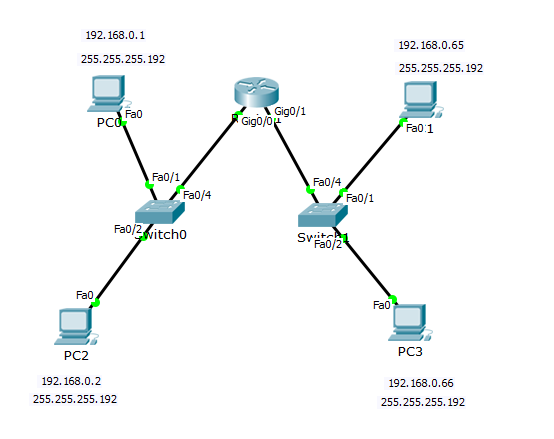 192.168.0.1
255.255.255.192
192.168.0.65
255.255.255.192
Fa0
PC0
Gig0/0
Gig0/1
Fa0
1
Fa0/1
Fa0/4
Fa0/4
Fa0/1
Fa0/2
Switch0
Switch1
Fa0/2
Fa0
PC2
Fa0
PC3
192.168.0.2
255.255.255.192
192.168.0.66
255.255.255.192